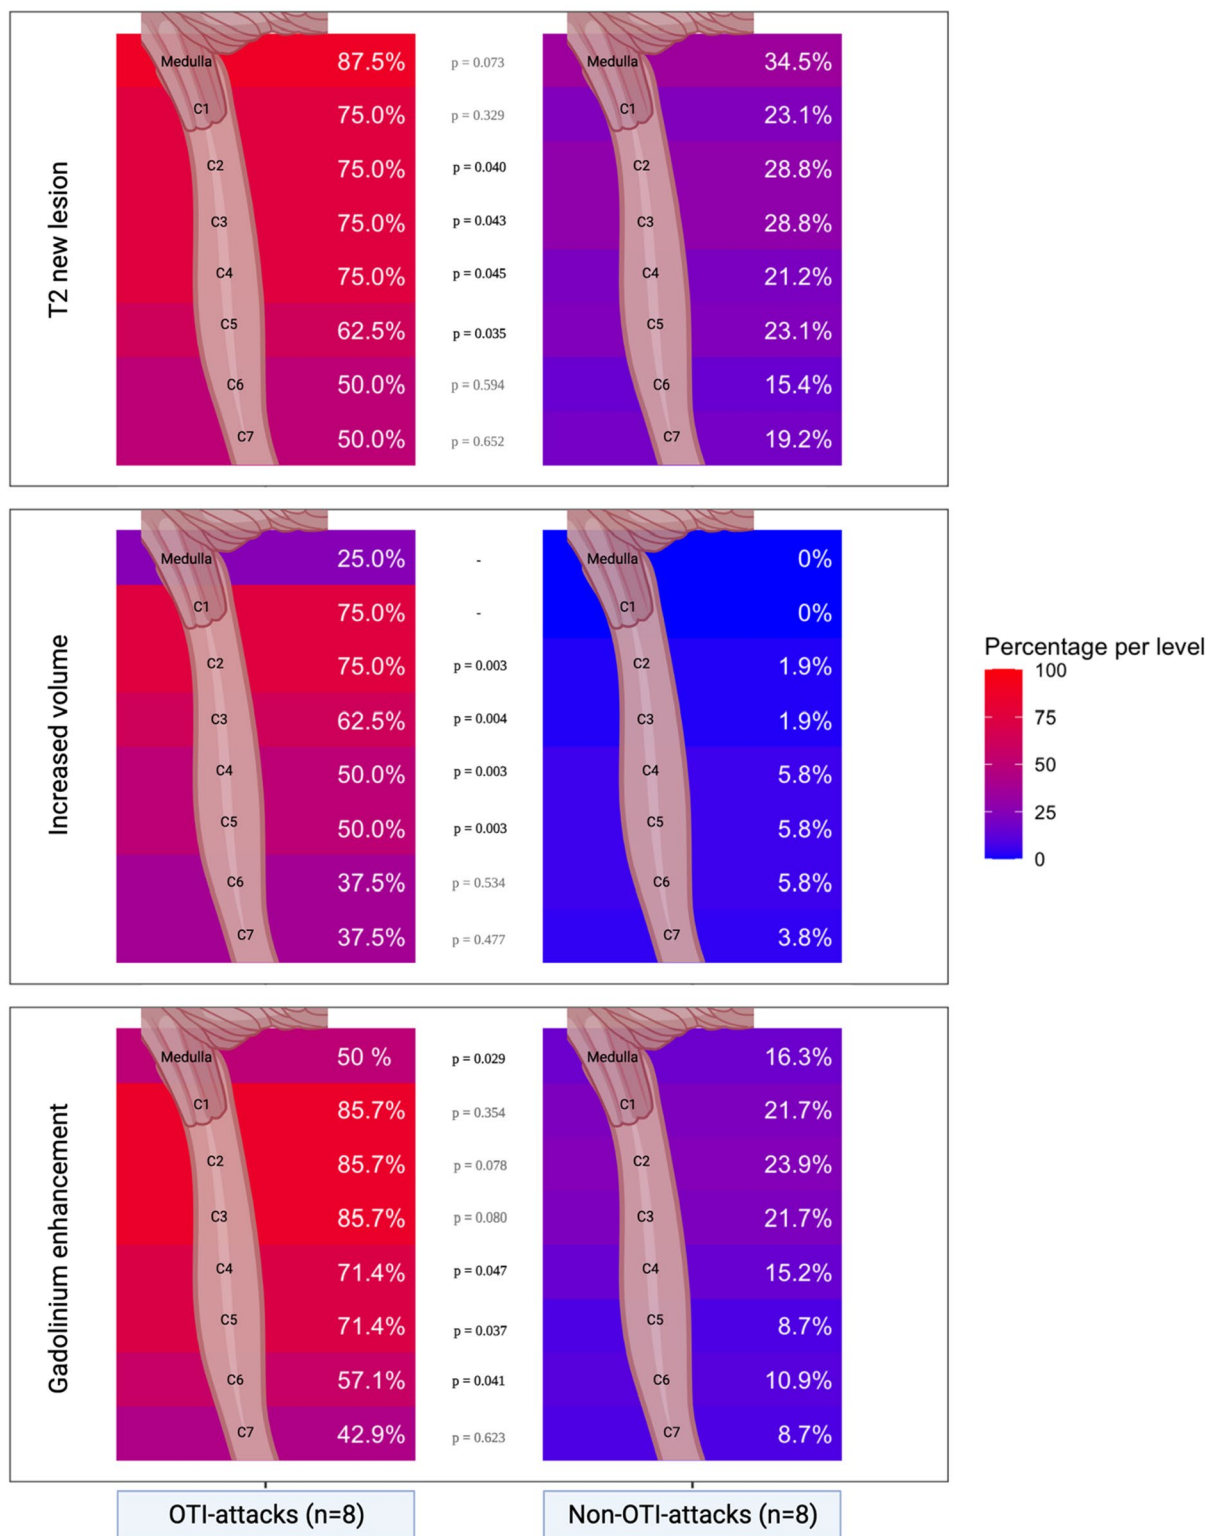 T2 new lesion
Medulla 87.5% p = 0.073 Medulla 34.5%
C1 75.0% p = 0.329 C1 23.1%
C2 75.0% p = 0.040 C2 28.8%
C3 75.0% p = 0.043 C3 28.8%
C4 75.0% p = 0.045 C4 21.2%
C5 62.5% p = 0.035 C5 23.1%
C6 50.0% p = 0.594 C6 15.4%
C7 50.0% p = 0.652 C7 19.2%
Increased volume
Medulla 25.0% - Medulla 0%
C1 75.0% - C1 0%
C2 75.0% p = 0.003 C2 1.9%
C3 62.5% p = 0.004 C3 1.9%
C4 50.0% p = 0.003 C4 5.8%
C5 50.0% p = 0.003 C5 5.8%
C6 37.5% p = 0.534 C6 5.8%
C7 37.5% p = 0.477 C7 3.8%
Percentage per level
100
75
50
25
0
Gadolinium enhancement
Medulla 50 % p = 0.029 Medulla 16.3%
C1 85.7% p = 0.354 C1 21.7%
C2 85.7% p = 0.078 C2 23.9%
C3 85.7% p = 0.080 C3 21.7%
C4 71.4% p = 0.047 C4 15.2%
C5 71.4% p = 0.037 C5 8.7%
C6 57.1% p = 0.041 C6 10.9%
C7 42.9% p = 0.623 C7 8.7%
OTI-attacks (n=8) Non-OTI-attacks (n=8)